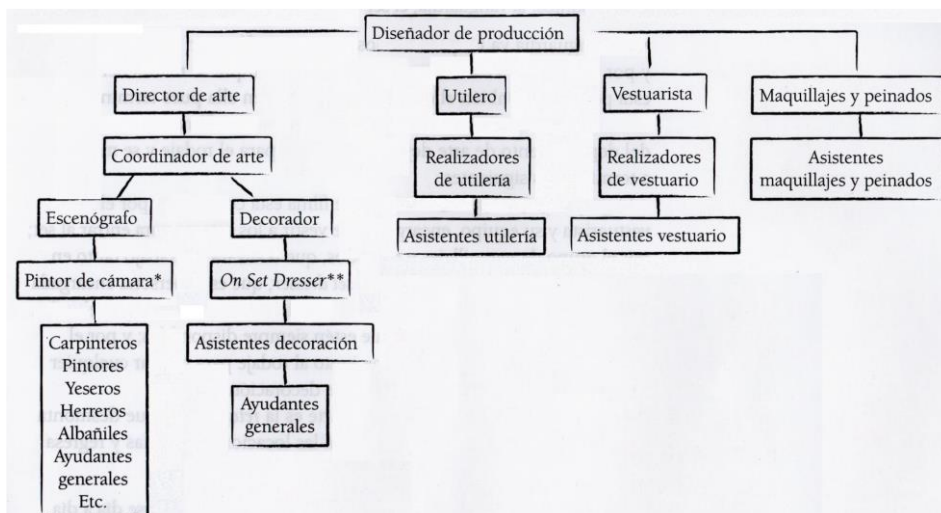 Diseñador de producción
Director de arte
Utilero
Vestuarista
Maquillajes y peinados
Coordinador de arte
Realizadores
de utilería
Realizadores
de vestuario
Asistentes
maquillajes y peinados
Escenógrafo
Decorador
Asistentes utilería
Asistentes vestuario
Pintor de cámara*
On Set Dresser**
Carpinteros
Pintores
Yeseros
Herreros
Albañiles
Ayudantes
generales
Etc.
Asistentes decoración
Ayudantes
generales